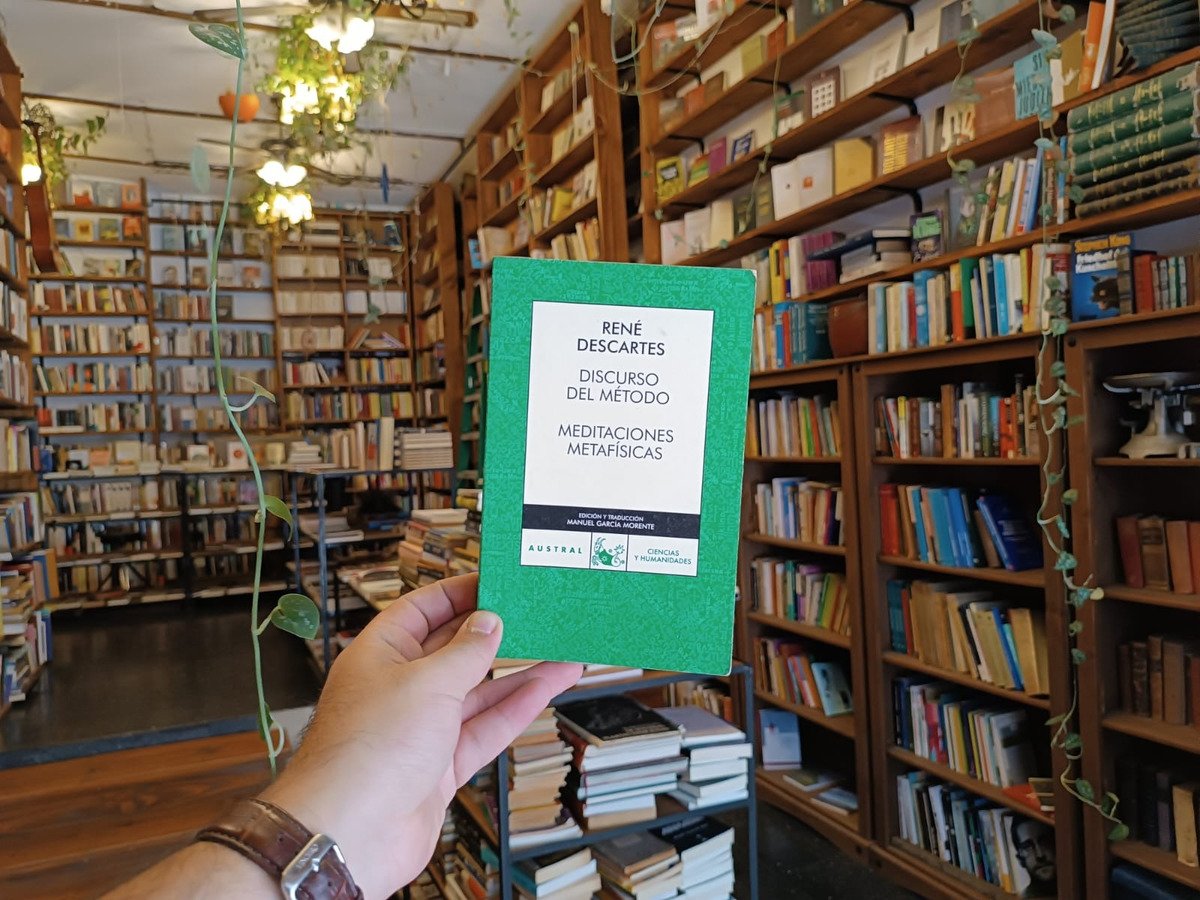 RENÉ
DESCARTES
DISCURSO
DEL MÉTODO
MEDITACIONES
METAFÍSICAS
EDICIÓN Y TRADUCCIÓN
MANUEL GARCÍA MORENTE
AUSTRAL
CIENCIAS
Y HUMANIDADES